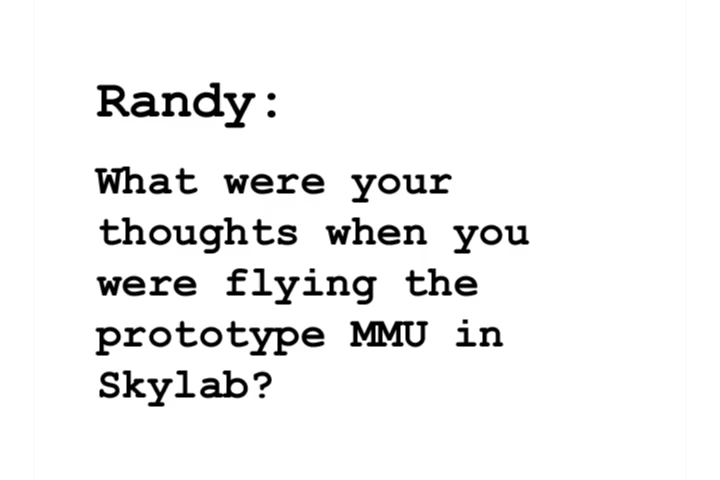 Randy:
What were your
thoughts when you
were flying the
prototype MMU in
Skylab?